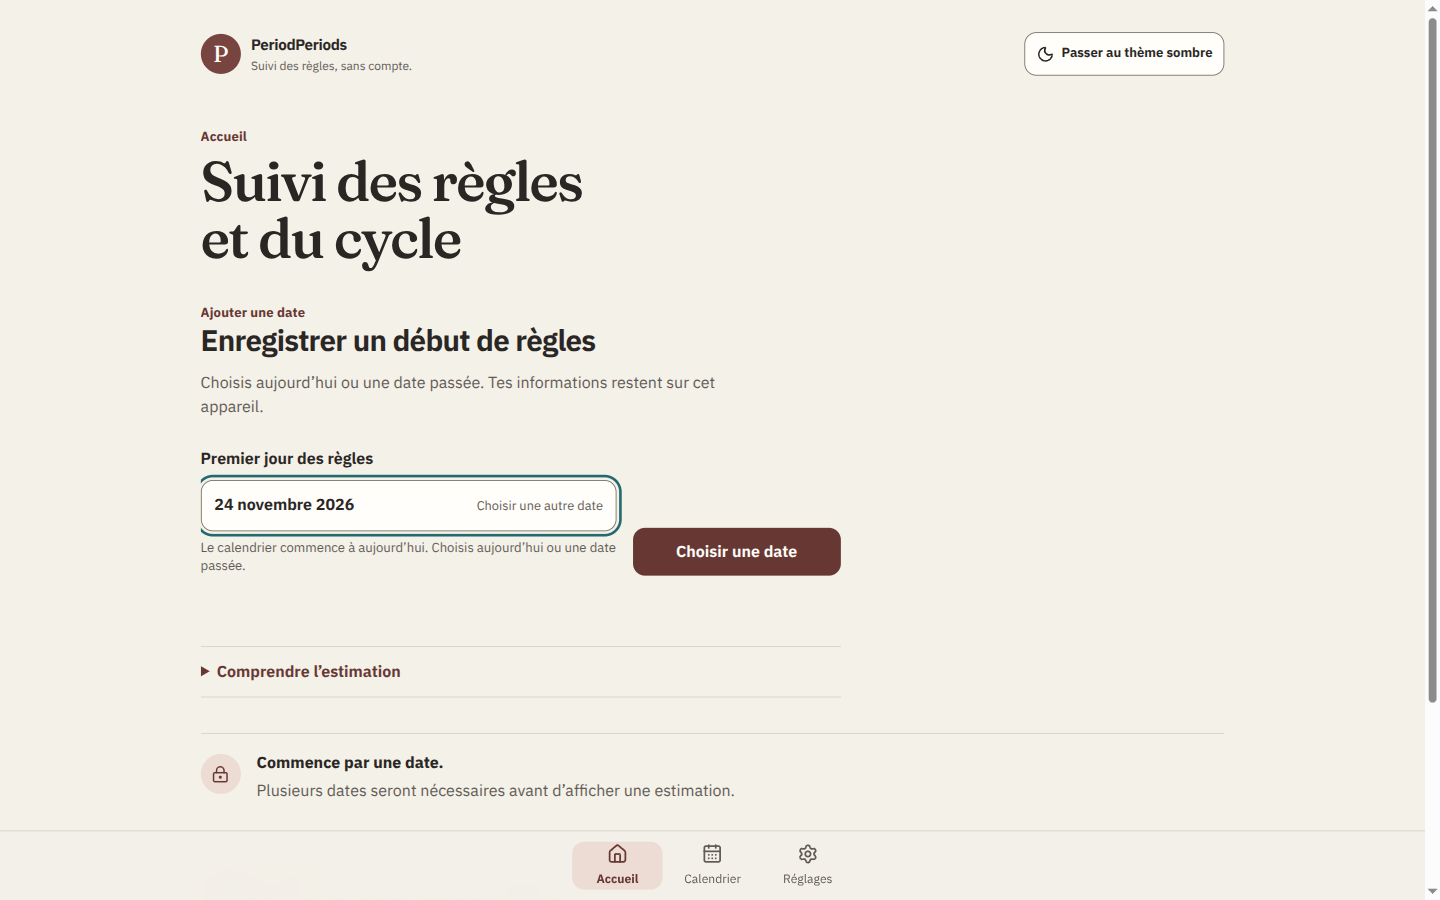 P
PeriodPeriods
Suivi des règles, sans compte.
Passer au thème sombre
Accueil
Suivi des règles
et du cycle
Ajouter une date
Enregistrer un début de règles
Choisis aujourd’hui ou une date passée. Tes informations restent sur cet
appareil.
Premier jour des règles
24 novembre 2026
Choisir une autre date
Le calendrier commence à aujourd’hui. Choisis aujourd’hui ou une date
passée.
Choisir une date
Comprendre l’estimation
Commence par une date.
Plusieurs dates seront nécessaires avant d’afficher une estimation.
Accueil
Calendrier
Réglages